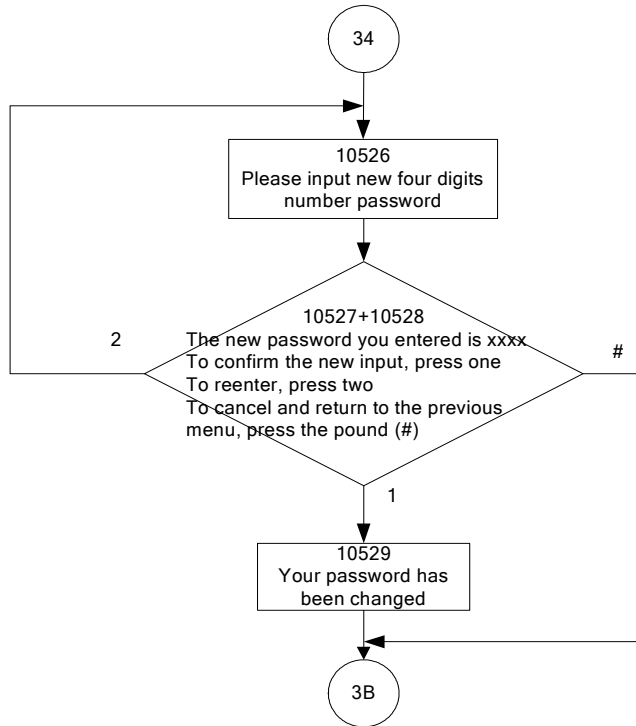 34
10526
Please input new four digits
number password
10527+10528
The new password you entered is xxxx
To confirm the new input, press one
To reenter, press two
To cancel and return to the previous
menu, press the pound (#)
2
#
1
10529
Your password has
been changed
3B